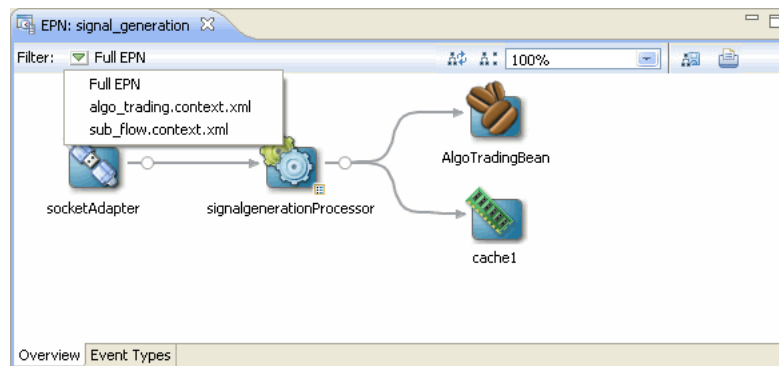 EPN: signal_generation
Filter: Full EPN 100%
Full EPN
algo_trading.context.xml
sub_flow.context.xml
AlgoTradingBean
socketAdapter signalgenerationProcessor
cache1
Overview Event Types